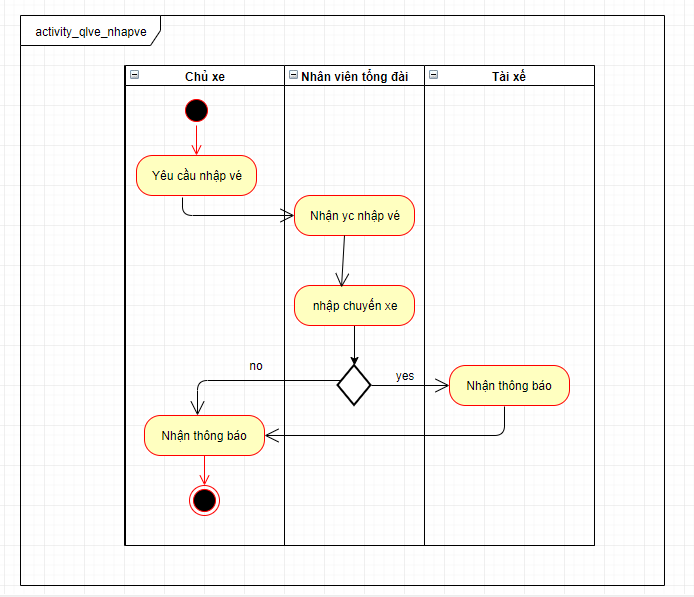 activity_qlve_nhapve
Chủ xe
Nhân viên tổng đài
Tài xế
Yêu cầu nhập vé
Nhận yc nhập vé
nhập chuyến xe
no
yes
Nhận thông báo
Nhận thông báo